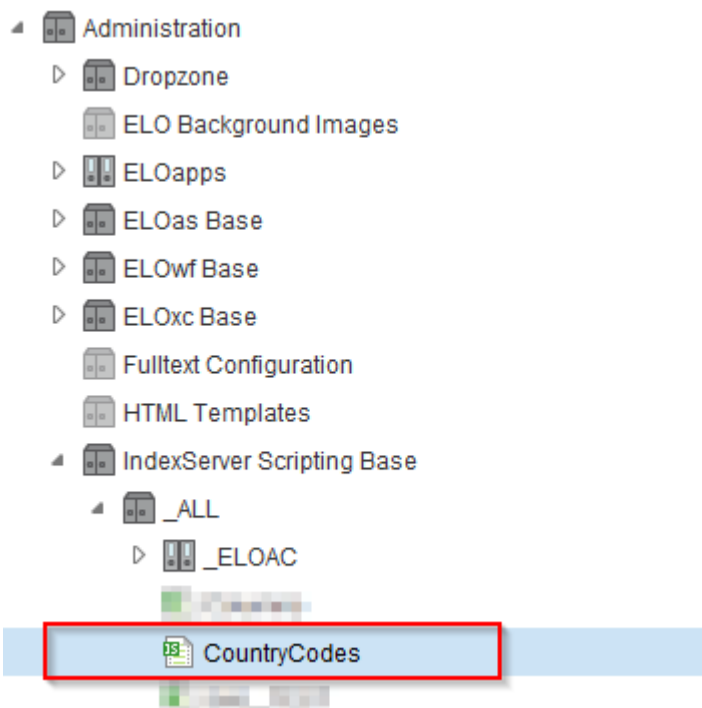 Administration
Dropzone
ELO Background Images
ELOapps
ELOas Base
ELOwf Base
ELOxc Base
Fulltext Configuration
HTML Templates
IndexServer Scripting Base
_ALL
_ELOAC
JS CountryCodes